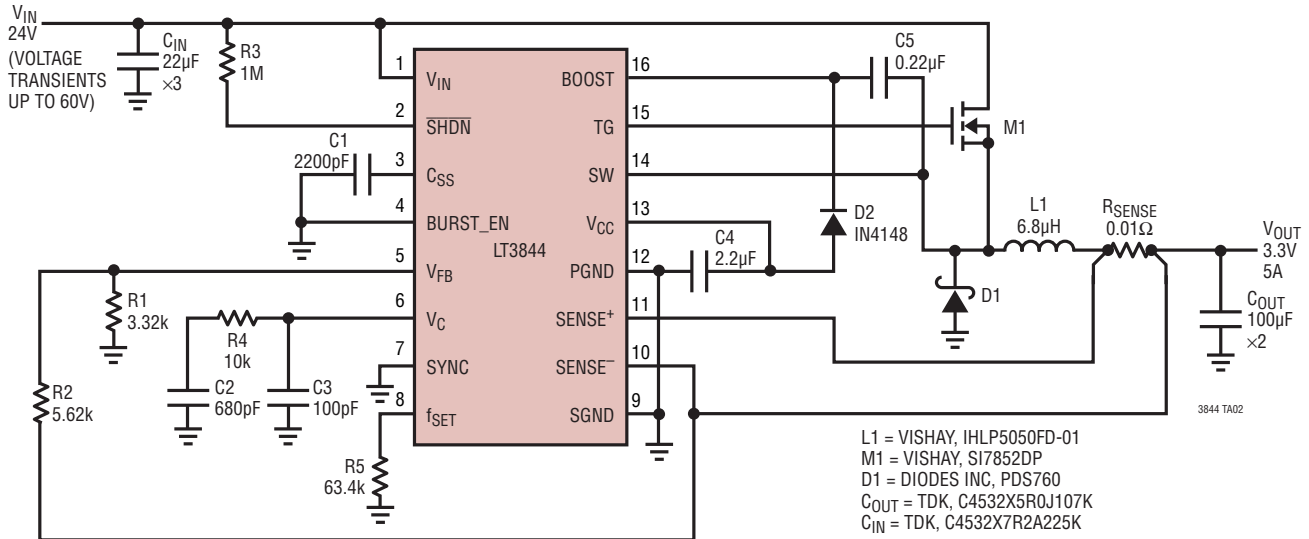 VIN
24V
(VOLTAGE
TRANSIENTS
UP TO 60V)
CIN
22µF
×3
R3
1M
C1
2200pF
1
VIN
2
SHDN
3
CSS
4
BURST_EN
LT3844
5
VFB
6
VC
7
SYNC
8
fSET
16
BOOST
15
TG
14
SW
13
VCC
12
PGND
11
SENSE+
10
SENSE–
9
SGND
C5
0.22µF
M1
D2
IN4148
C4
2.2µF
L1
6.8µH
RSENSE
0.01Ω
VOUT
3.3V
5A
D1
COUT
100µF
×2
R1
3.32k
R4
10k
C2
680pF
C3
100pF
R2
5.62k
R5
63.4k
3844 TA02
L1 = VISHAY, IHLP5050FD-01
M1 = VISHAY, SI7852DP
D1 = DIODES INC, PDS760
COUT = TDK, C4532X5R0J107K
CIN = TDK, C4532X7R2A225K